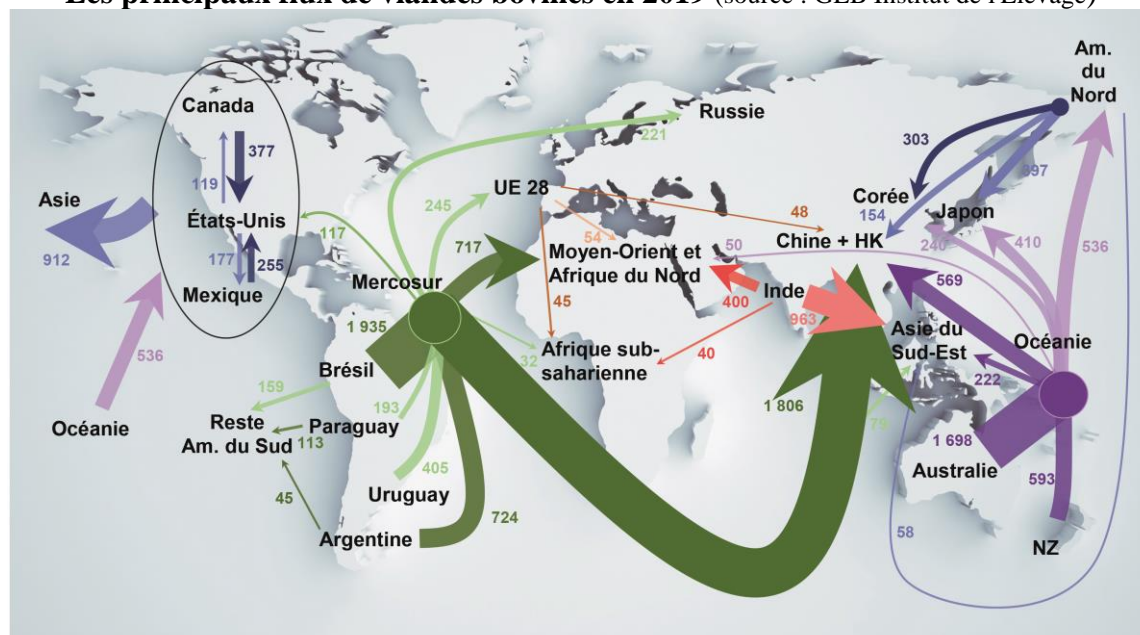 Les principaux flux de viandes bovines en 2019 (source : GEB Institut de l'Elevage)
Am.
du
Nord
Canada
Russie
221
303
377
397
119
Asie
UE 28
Corée
154
245
48
Japon
États-Unis
117
717
54
50
Chine + HK
240
410
536
912
177
255
Moyen-Orient et
Afrique du Nord
Mercosur
569
Mexique
400
Inde
45
963
1 935
Asie du
Sud-Est
Océanie
536
Afrique sub-
saharienne
32
40
Brésil
222
159
193
1 806
79
Océanie
Reste
Am. du Sud
Paraguay
113
1 698
Australie
405
593
Uruguay
45
724
58
Argentine
NZ